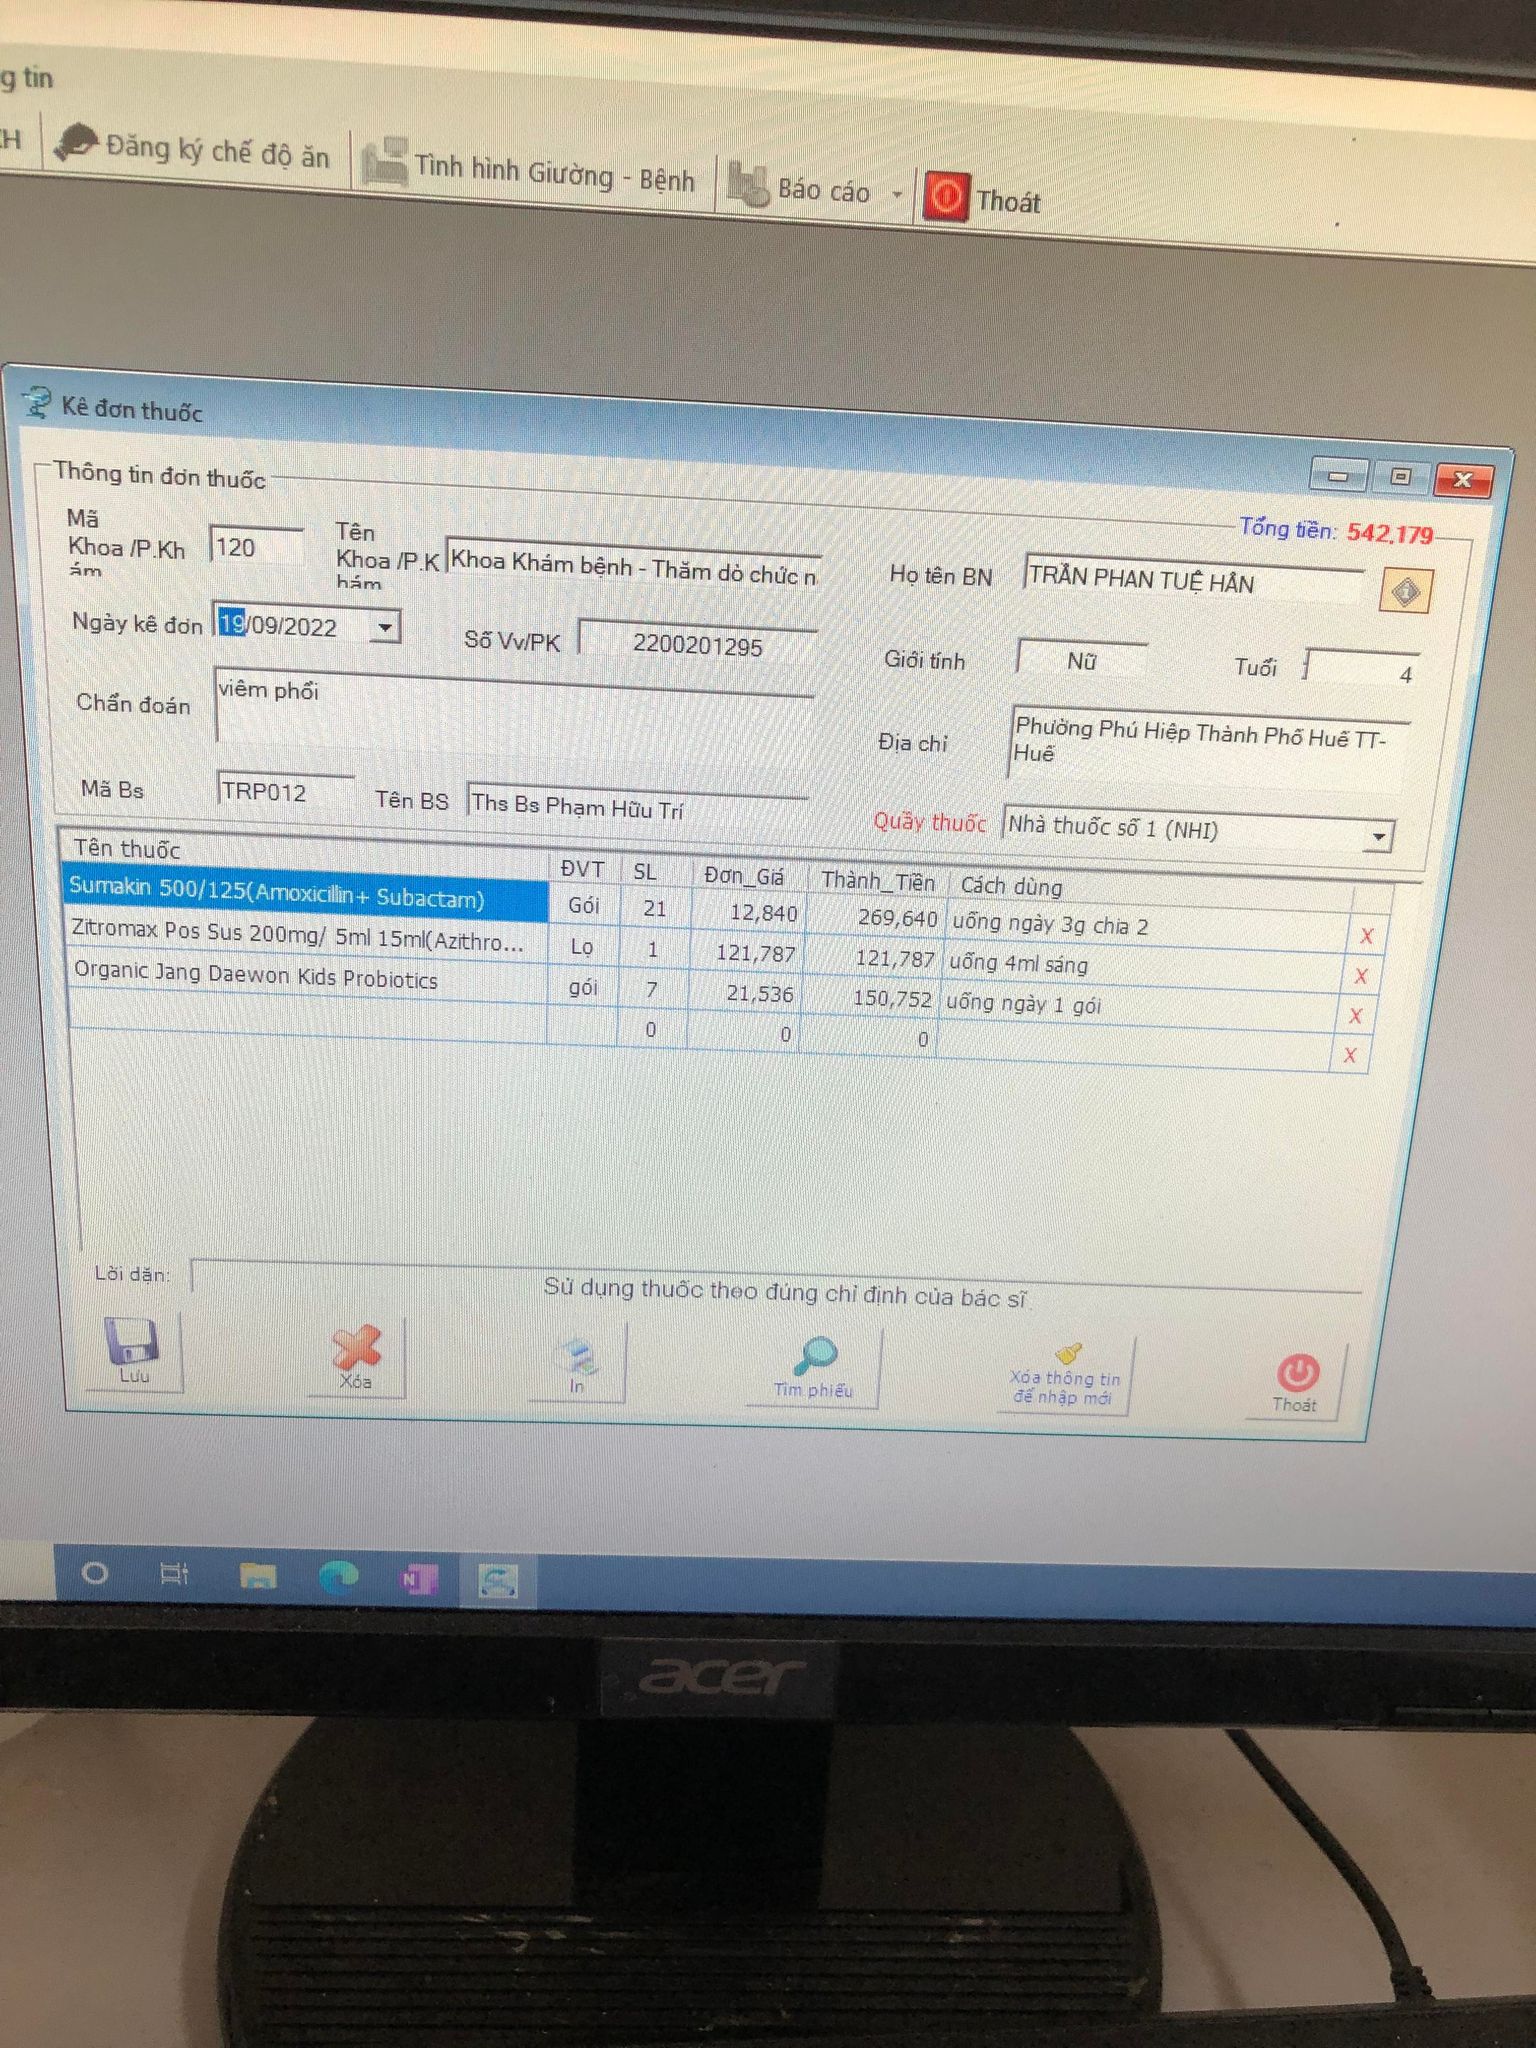 g tin
KH
Đăng ký chế độ ăn
Tình hình Giường - Bệnh
Báo cáo
Thoát
Kê đơn thuốc
Thông tin đơn thuốc
Tổng tiền: 542,179
Mã Khoa /P.Kh ám
120
Tên Khoa /P.K hám
Khoa Khám bệnh - Thăm dò chức n
Họ tên BN
TRẦN PHAN TUỆ HÂN
Ngày kê đơn
19/09/2022
Số Vv/PK
2200201295
Giới tính
Nữ
Tuổi
4
Chẩn đoán
viêm phổi
Địa chỉ
Phường Phú Hiệp Thành Phố Huế TT-
Huế
Mã Bs
TRP012
Tên BS
Ths Bs Phạm Hữu Trí
Quầy thuốc
Nhà thuốc số 1 (NHI)
Tên thuốc ĐVT SL Đơn_Giá Thành_Tiền Cách dùng
Sumakin 500/125(Amoxicillin+ Subactam) Gói 21 12,840 269,640 uống ngày 3g chia 2 X
Zitromax Pos Sus 200mg/ 5ml 15ml(Azithro... Lọ 1 121,787 121,787 uống 4ml sáng X
Organic Jang Daewon Kids Probiotics gói 7 21,536 150,752 uống ngày 1 gói X
0 0 0 X
Lời dặn:
Sử dụng thuốc theo đúng chỉ định của bác sĩ.
Lưu
Xóa
In
Tìm phiếu
Xóa thông tin
để nhập mới
Thoát
acer